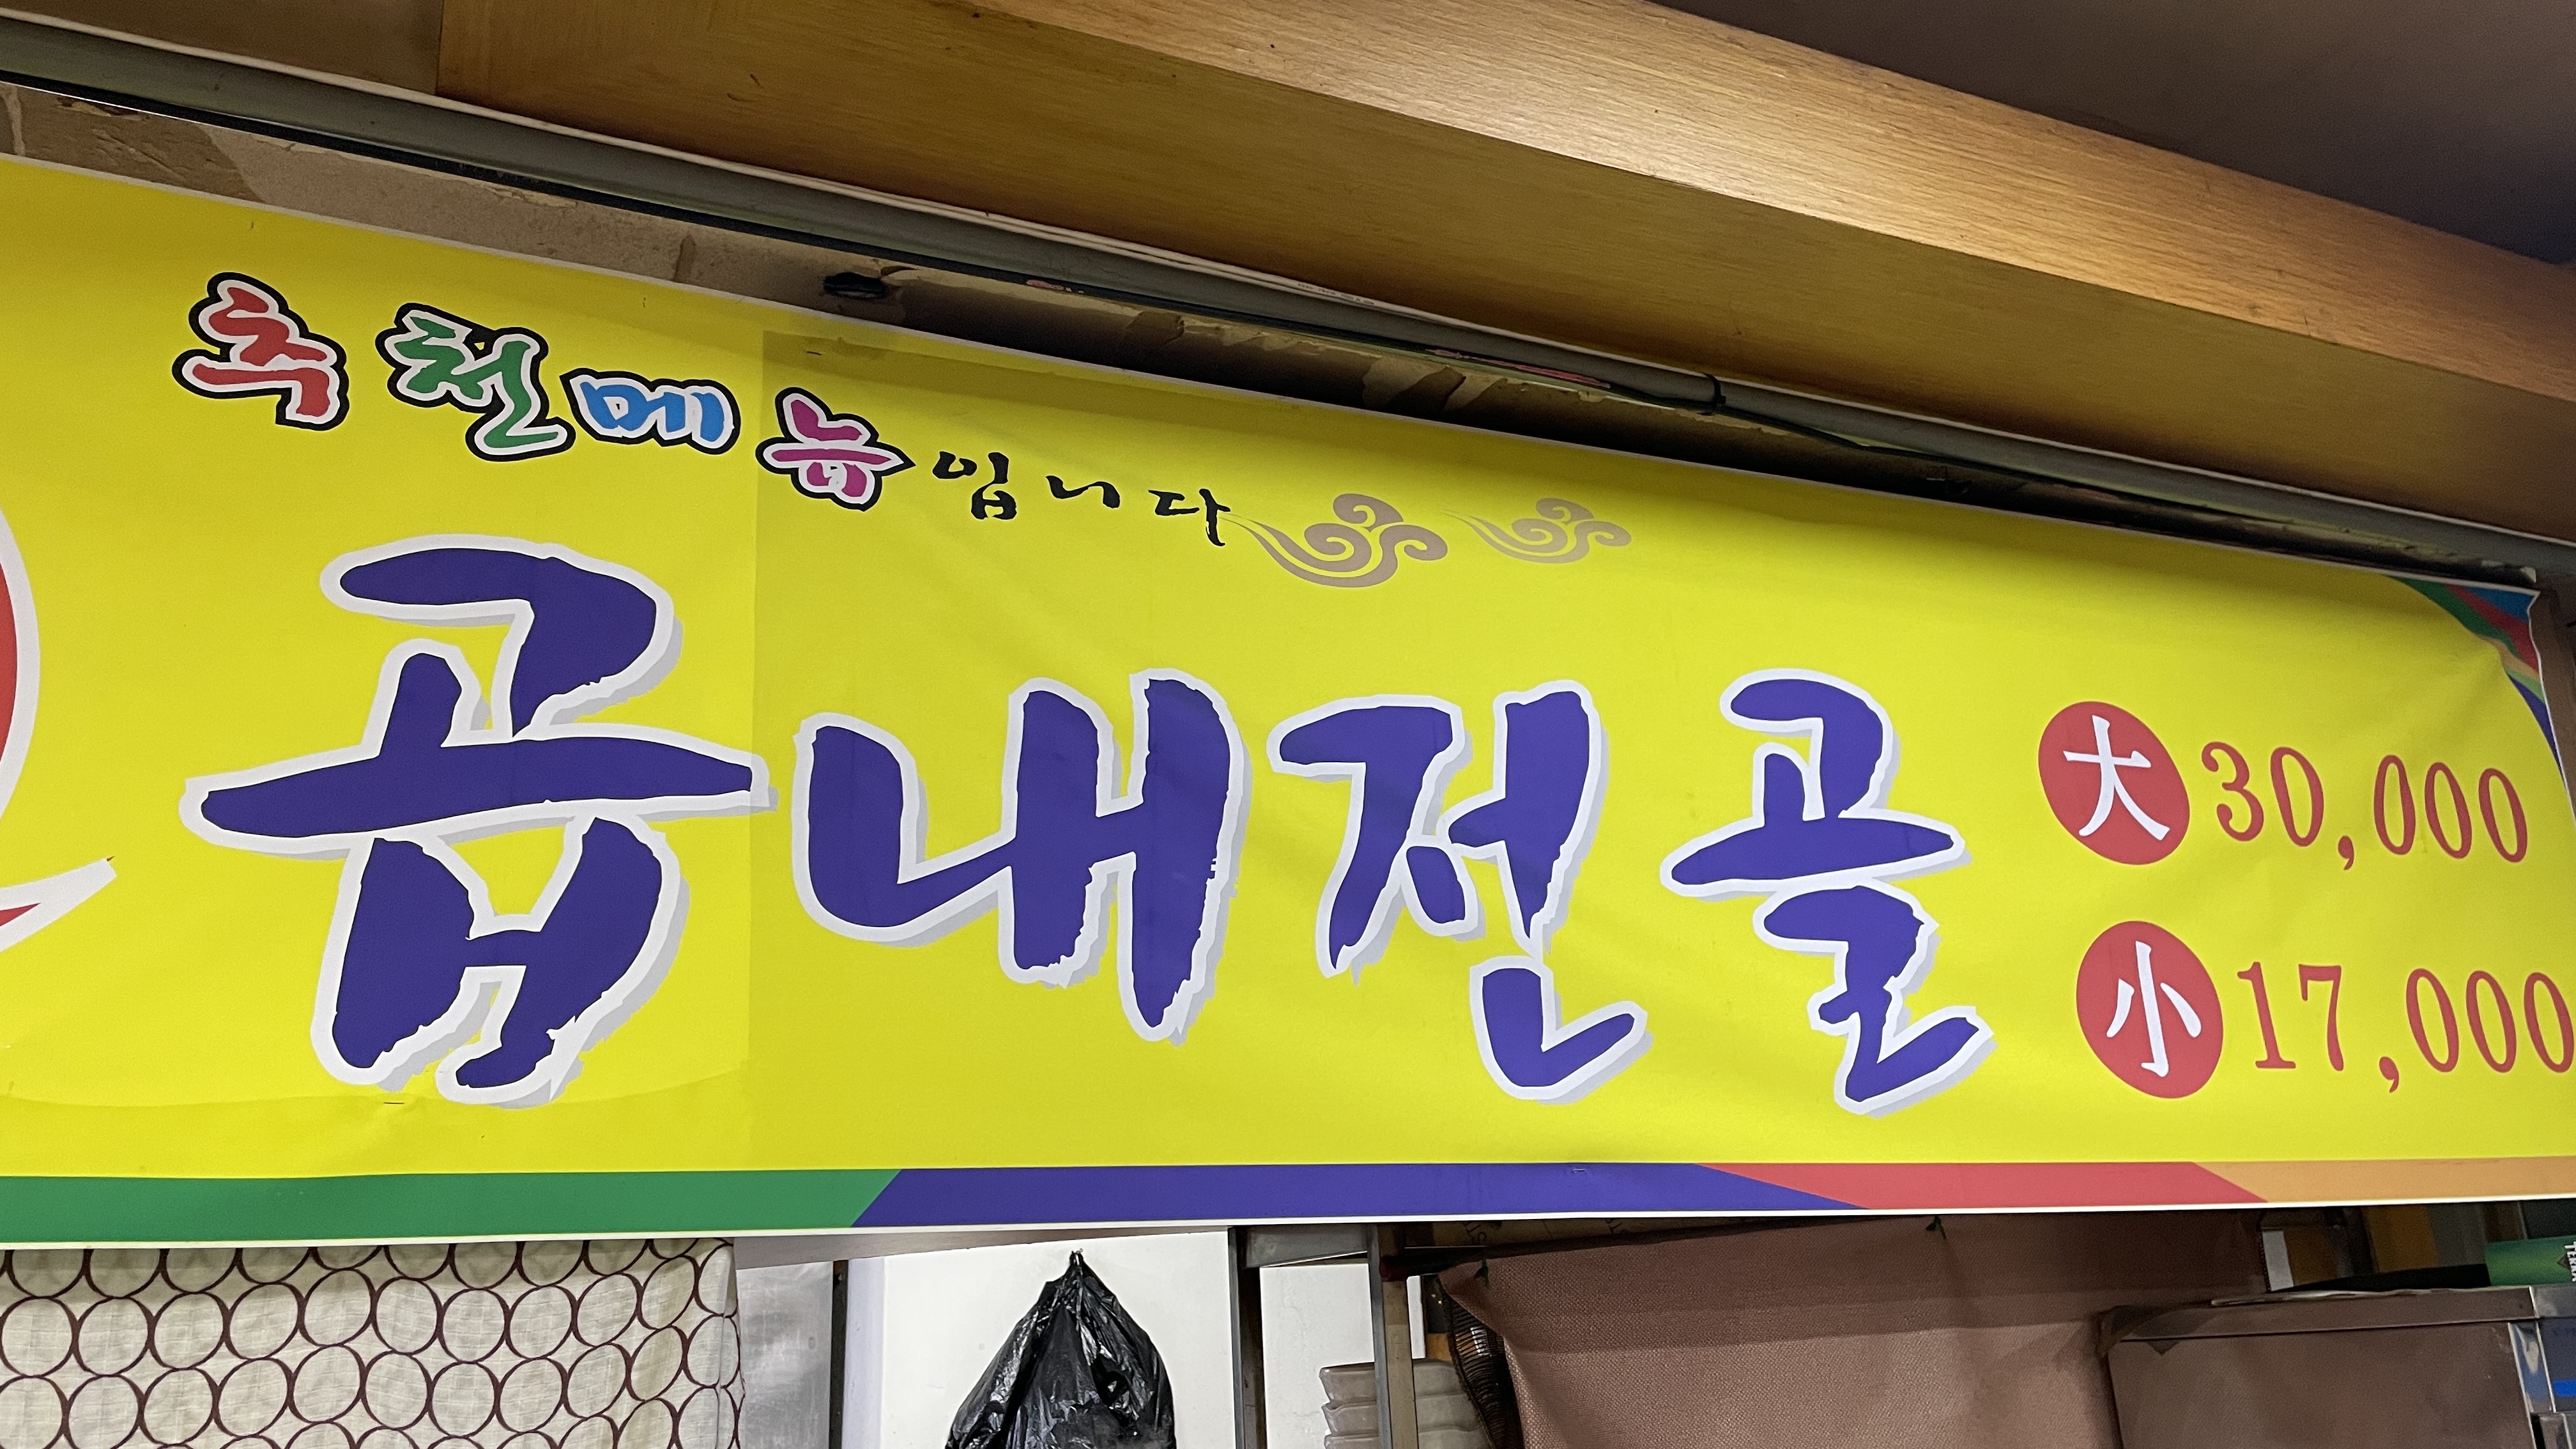 추천메뉴입니다
곱내전골
大 30,000
小 17,000